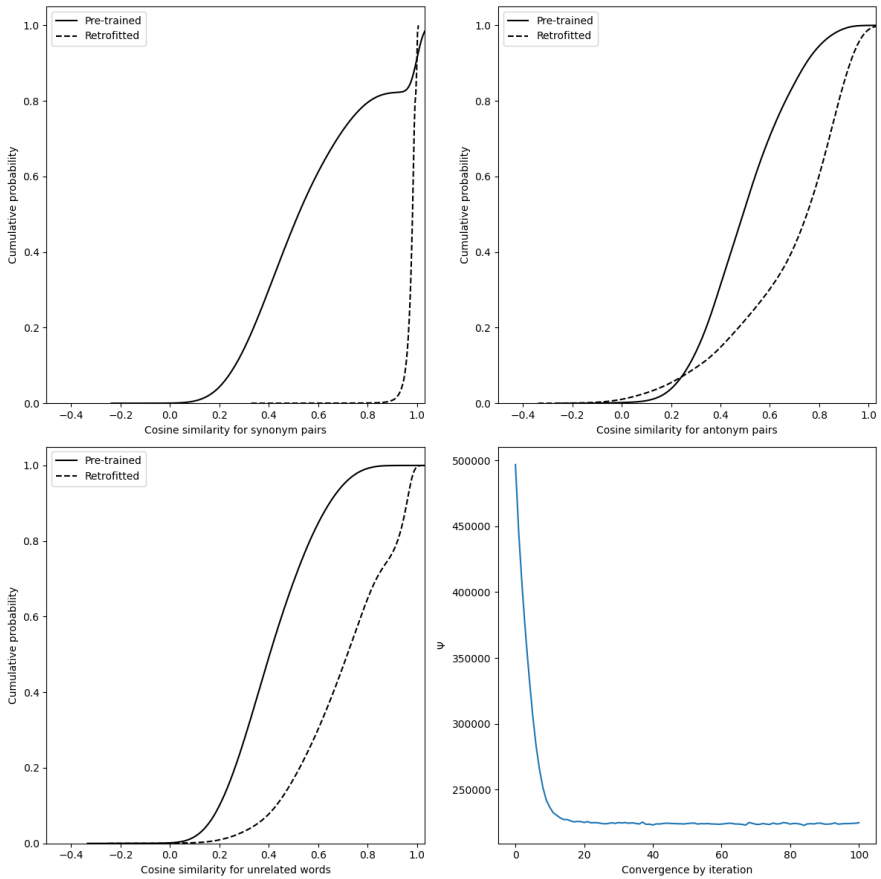 1.0
0.8
0.6
0.4
0.2
0.0
Cumulative probability
Pre-trained
Retrofitted
−0.4 −0.2 0.0 0.2 0.4 0.6 0.8 1.0
Cosine similarity for synonym pairs
1.0
0.8
0.6
0.4
0.2
0.0
Cumulative probability
Pre-trained
Retrofitted
−0.4 −0.2 0.0 0.2 0.4 0.6 0.8 1.0
Cosine similarity for antonym pairs
1.0
0.8
0.6
0.4
0.2
0.0
Cumulative probability
Pre-trained
Retrofitted
−0.4 −0.2 0.0 0.2 0.4 0.6 0.8 1.0
Cosine similarity for unrelated words
500000
450000
400000
350000
300000
250000
Ψ
0 20 40 60 80 100
Convergence by iteration